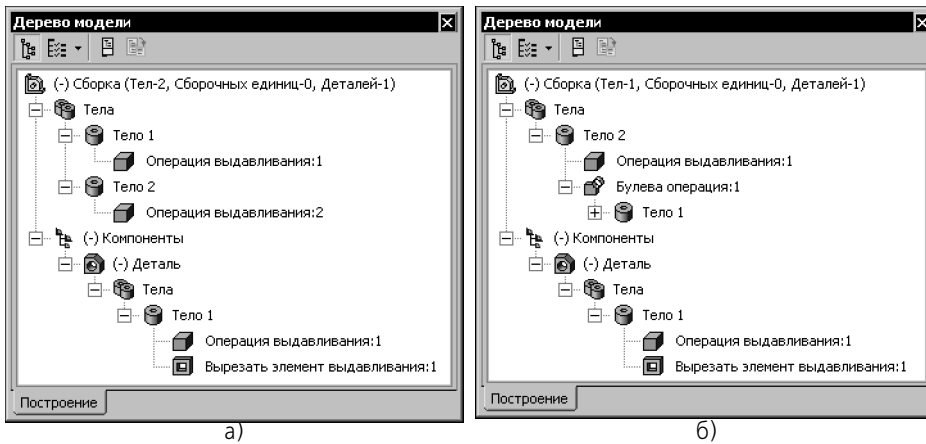 Дерево модели
(-) Сборка (Тел-2, Сборочных единиц-0, Деталей-1)
Тела
Тело 1
Операция выдавливания:1
Тело 2
Операция выдавливания:2
(-) Компоненты
(-) Деталь
Тела
Тело 1
Операция выдавливания:1
Вырезать элемент выдавливания:1
Построение
а)
Дерево модели
(-) Сборка (Тел-1, Сборочных единиц-0, Деталей-1)
Тела
Тело 2
Операция выдавливания:1
Булева операция:1
Тело 1
(-) Компоненты
(-) Деталь
Тела
Тело 1
Операция выдавливания:1
Вырезать элемент выдавливания:1
Построение
б)